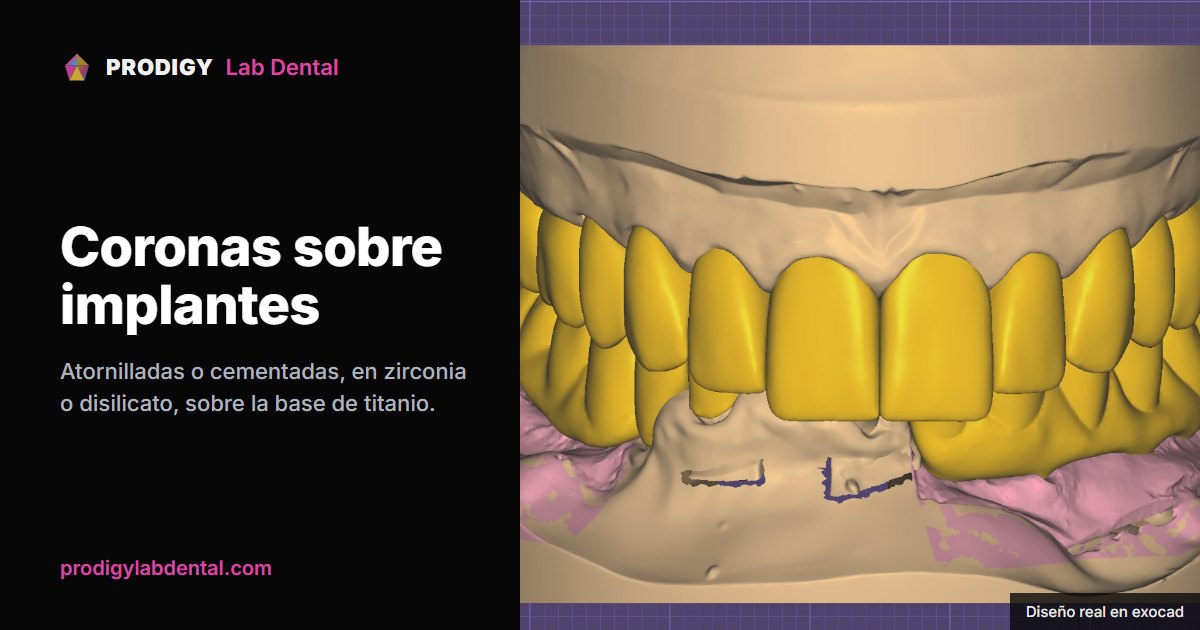 PRODIGY Lab Dental
Coronas sobre
implantes
Atornilladas o cementadas, en zirconia
o disilicato, sobre la base de titanio.
prodigylabdental.com
Diseño real en exocad